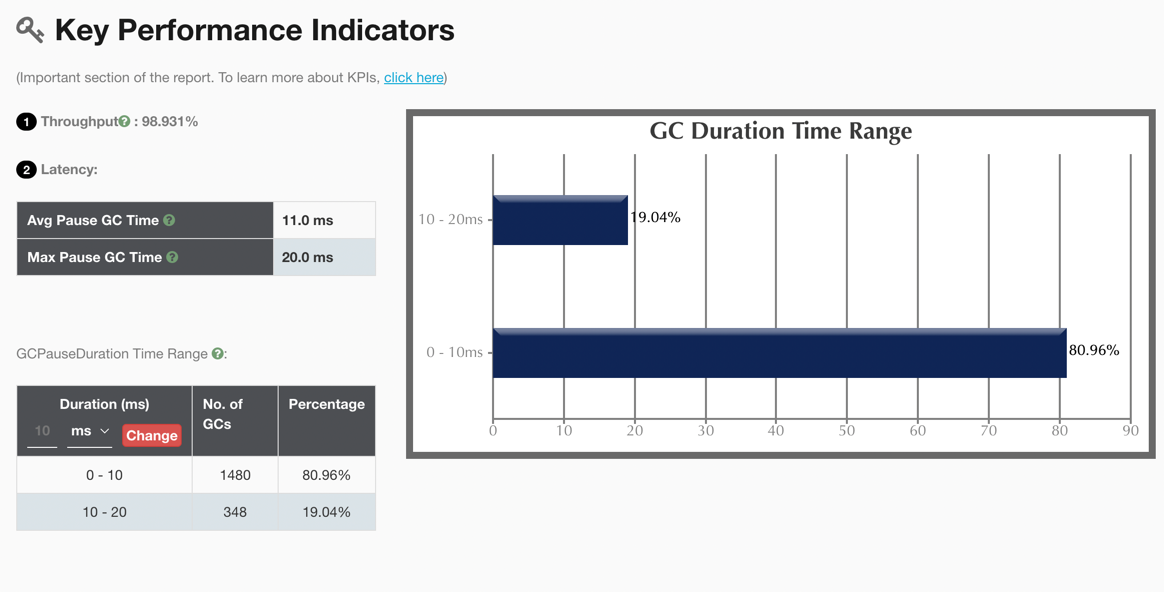 Key Performance Indicators
(Important section of the report. To learn more about KPIs, click here)
1 Throughput? : 98.931%
2 Latency:
Avg Pause GC Time ? 11.0 ms
Max Pause GC Time ? 20.0 ms
GCPauseDuration Time Range ?:
Duration (ms) No. of GCs Percentage
10 ms Change
0 - 10 1480 80.96%
10 - 20 348 19.04%
GC Duration Time Range
10 - 20ms 19.04%
0 - 10ms 80.96%
0 10 20 30 40 50 60 70 80 90